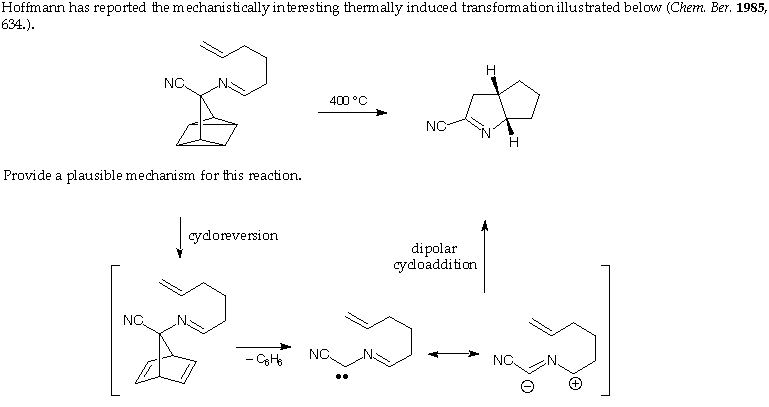 Hoffmann has reported the mechanistically interesting thermally induced transformation illustrated below (Chem. Ber. 1985,
634.).
NC
N
400 °C
H
NC
N
H
Provide a plausible mechanism for this reaction.
cycloreversion
dipolar
cycloaddition
NC
N
– C₆H₆
NC
N
••
NC
N
⊖
⊕